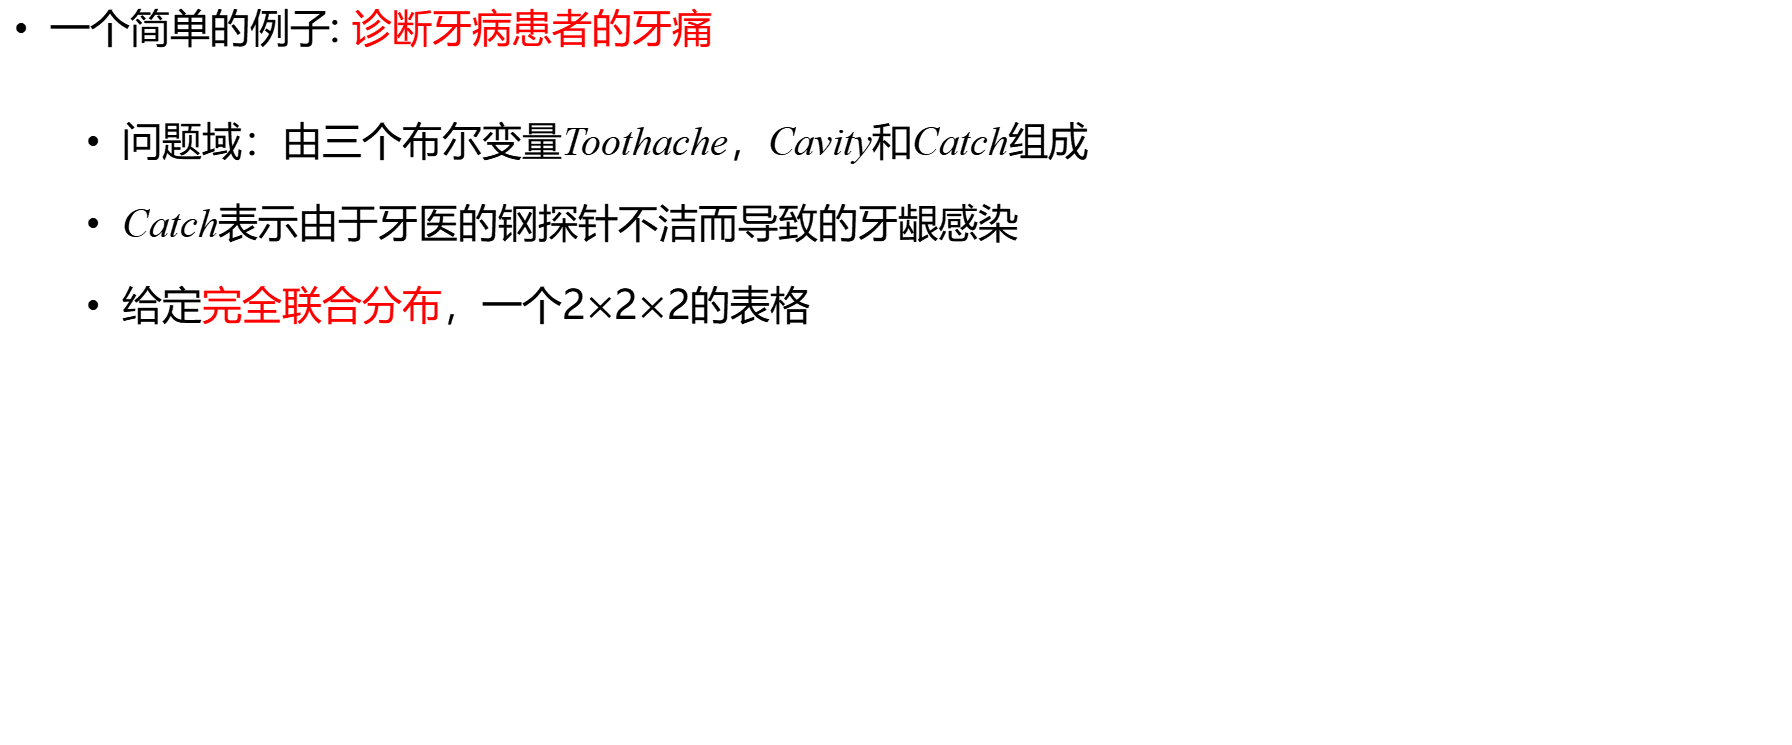 • 一个简单的例子: 诊断牙病患者的牙痛
• 问题域：由三个布尔变量Toothache，Cavity和Catch组成
• Catch表示由于牙医的钢探针不洁而导致的牙龈感染
• 给定完全联合分布，一个2×2×2的表格